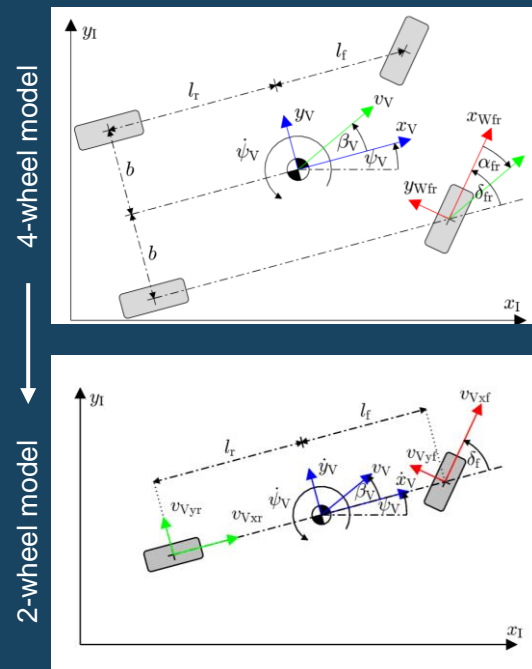 4-wheel model
y_I
l_r
l_f
b
b
y_V
v_V
x_V
β_V
ψ_V
ψ̇_V
x_Wfr
α_fr
δ_fr
y_Wfr
x_I
2-wheel model
y_I
l_r
l_f
v_Vxf
v_Vyf
δ_f
ẏ_V
v_V
ẋ_V
β_V
ψ_V
ψ̇_V
v_Vyr
v_Vxr
x_I